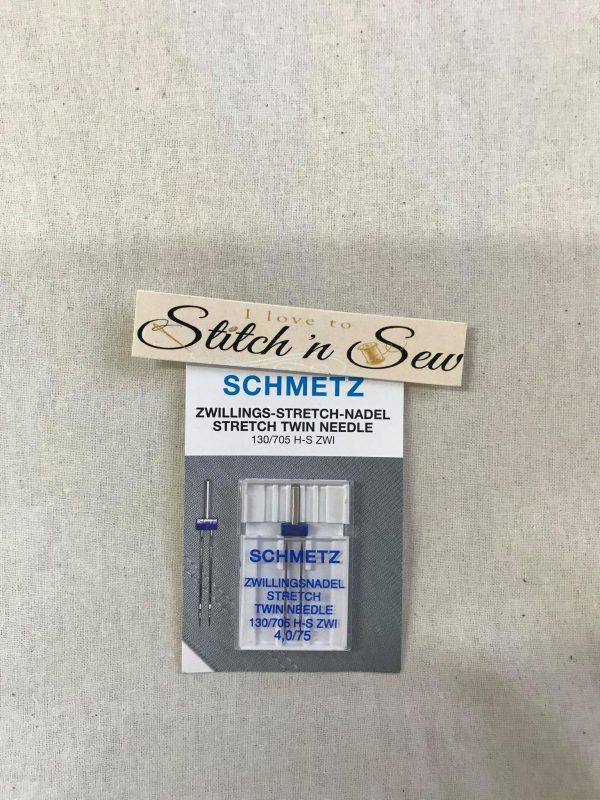 I love to
Stitch 'n Sew
SCHMETZ
ZWILLINGS-STRETCH-NADEL
STRETCH TWIN NEEDLE
130/705 H-S ZWI
SCHMETZ
ZWILLINGSNADEL
STRETCH
TWIN NEEDLE
130/705 H-S ZWI
4,0/75